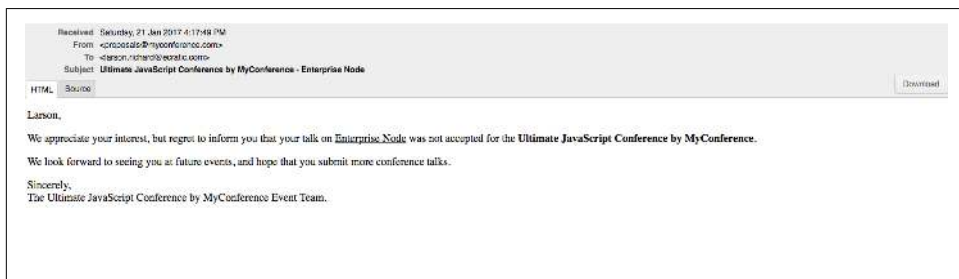 Received Saturday, 21 Jan 2017 4:17:49 PM
From <proposals@myconference.com>
To <larson.richard@ecratic.com>
Subject Ultimate JavaScript Conference by MyConference - Enterprise Node
Download
HTML Source
Larson,
We appreciate your interest, but regret to inform you that your talk on Enterprise Node was not accepted for the Ultimate JavaScript Conference by MyConference.
We look forward to seeing you at future events, and hope that you submit more conference talks.
Sincerely,
The Ultimate JavaScript Conference by MyConference Event Team.